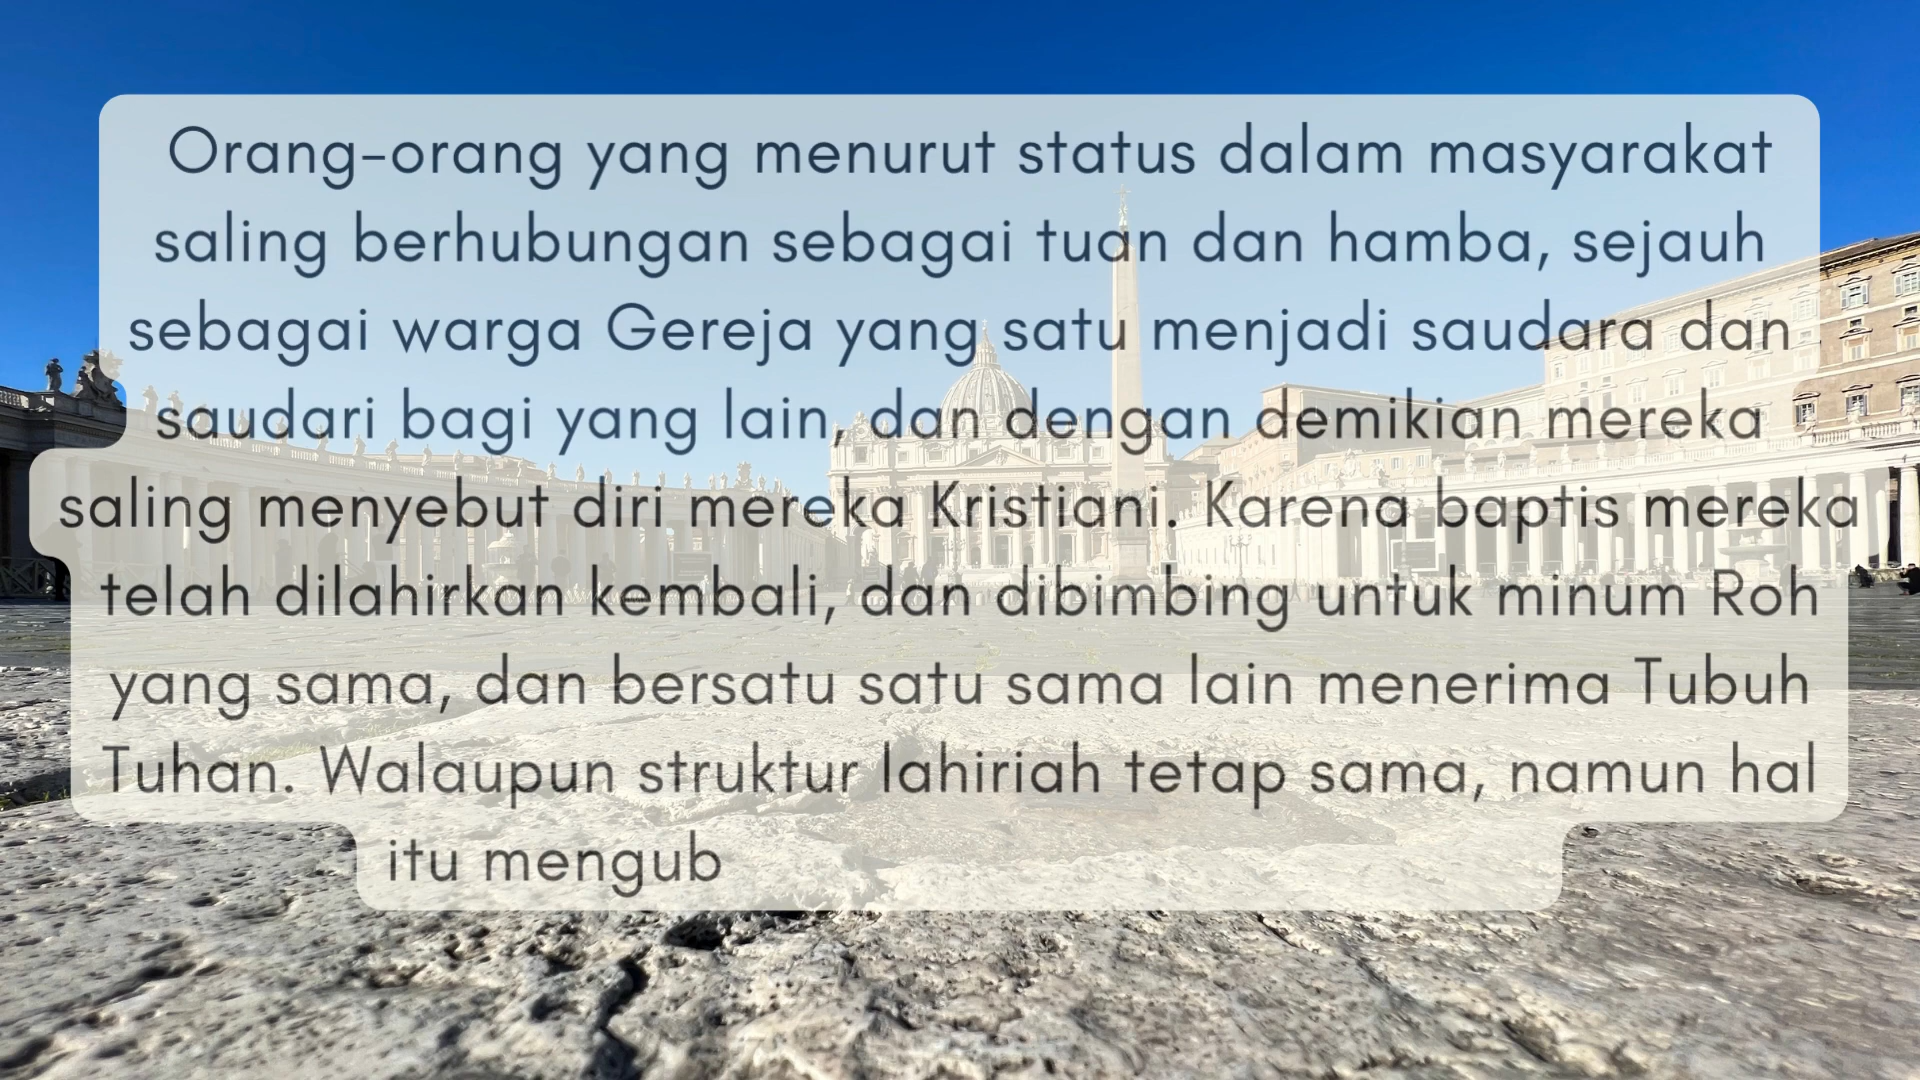 Orang-orang yang menurut status dalam masyarakat
saling berhubungan sebagai tuan dan hamba, sejauh
sebagai warga Gereja yang satu menjadi saudara dan
saudari bagi yang lain, dan dengan demikian mereka
saling menyebut diri mereka Kristiani. Karena baptis mereka
telah dilahirkan kembali, dan dibimbing untuk minum Roh
yang sama, dan bersatu satu sama lain menerima Tubuh
Tuhan. Walaupun struktur lahiriah tetap sama, namun hal
itu mengub